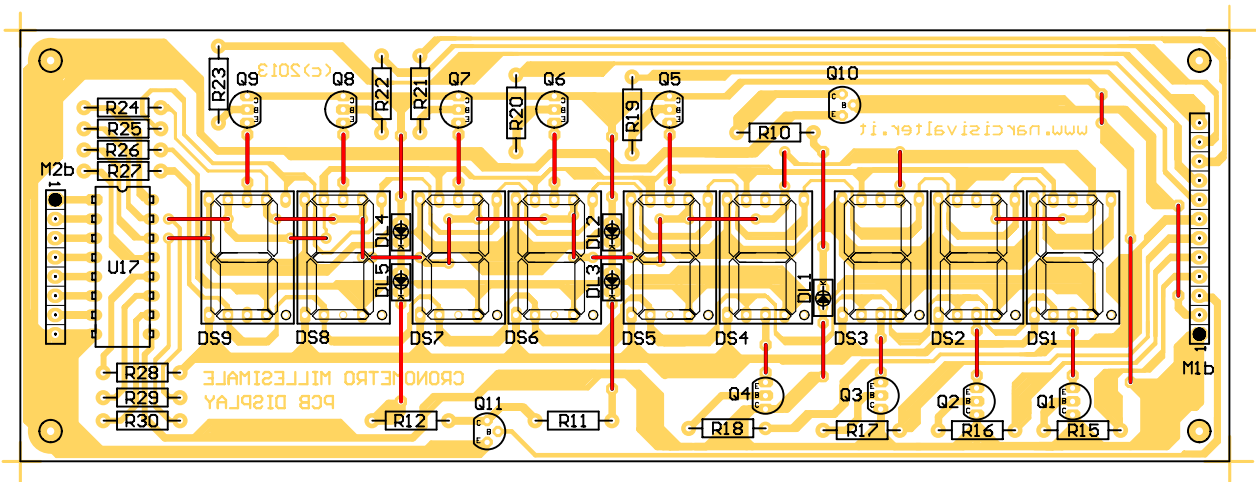 R23
(c)2013
Q9
Q8
R22
R21
Q7
R20
Q6
R19
Q5
Q10
C
B
E
C
B
E
C
B
E
C
B
E
C
B
E
C
B
E
R24
R25
R26
R27
R10
www.narcisivalter.it
M2b
1
U17
DL4
DL5
DL2
DL3
DL1
DS9
DS8
DS7
DS6
DS5
DS4
DS3
DS2
DS1
1
M1b
R28
R29
R30
CRONOMETRO MILLESIMALE
PCB DISPLAY
R12
Q11
C
B
E
R11
Q4
E
B
C
Q3
E
B
C
Q2
E
B
C
Q1
E
B
C
R18
R17
R16
R15